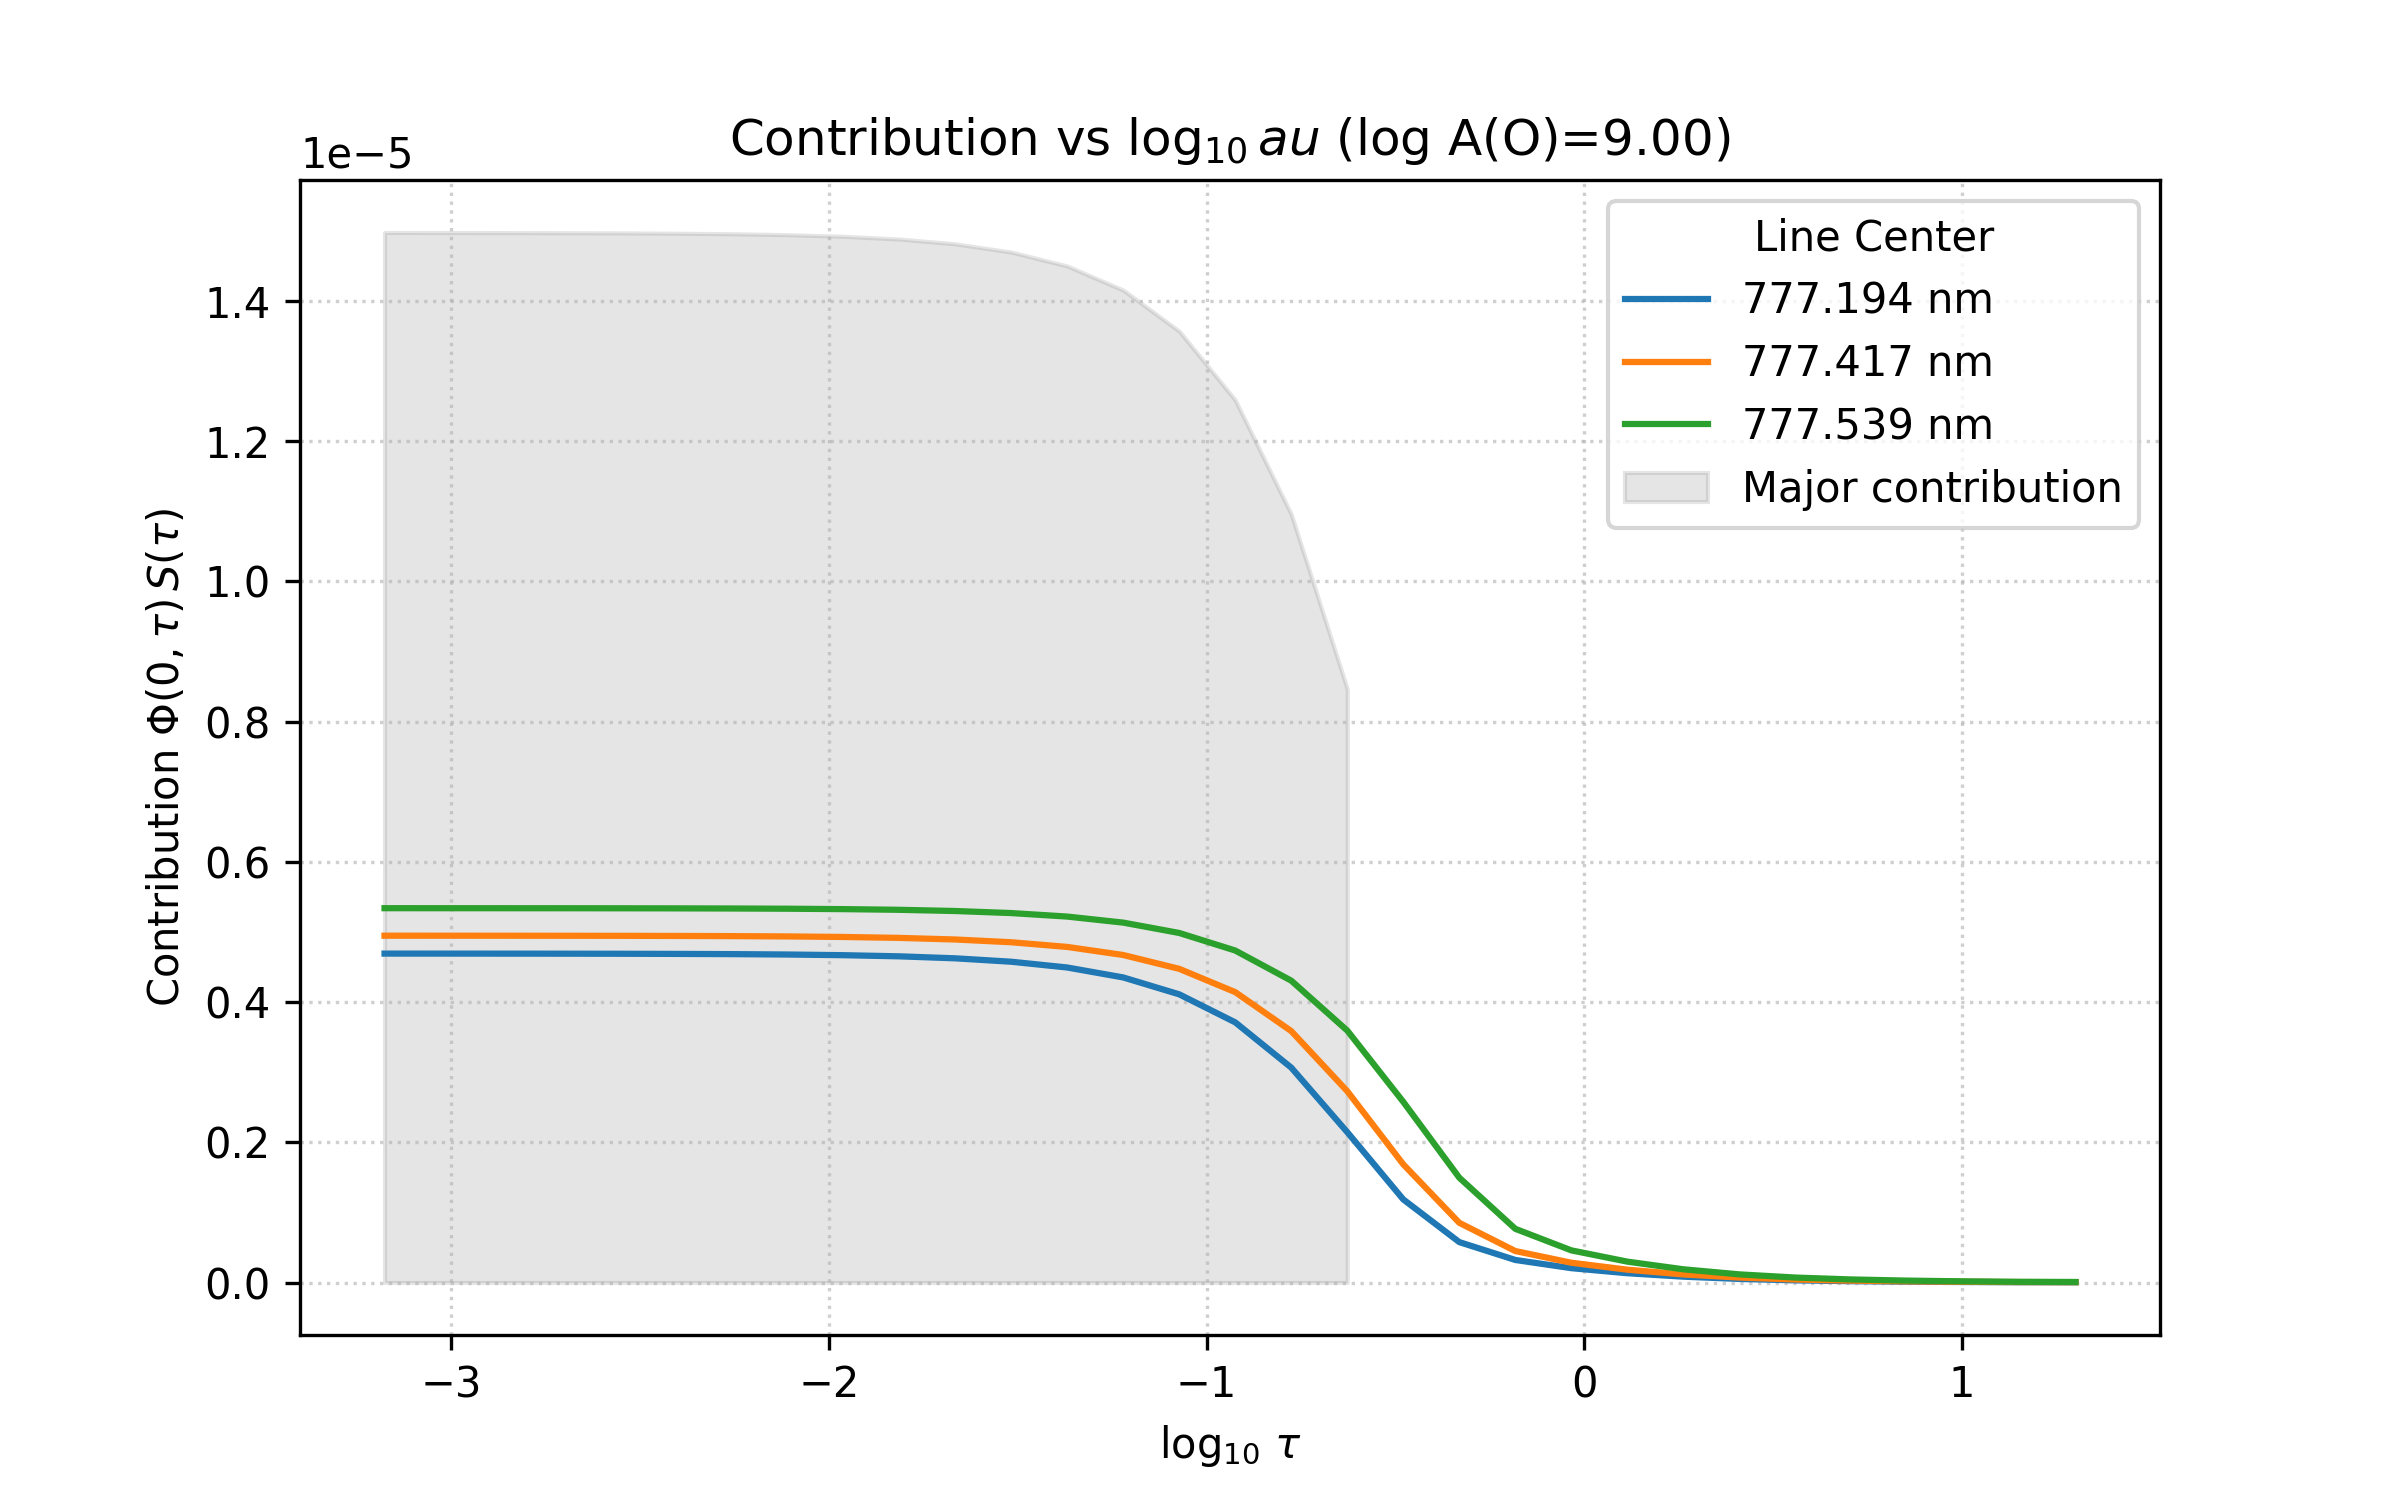 Contribution vs log₁₀ au (log A(O)=9.00)
1e−5
Line Center
777.194 nm
777.417 nm
777.539 nm
Major contribution
Contribution Φ(0, τ) S(τ)
1.4
1.2
1.0
0.8
0.6
0.4
0.2
0.0
−3 −2 −1 0 1
log₁₀ τ